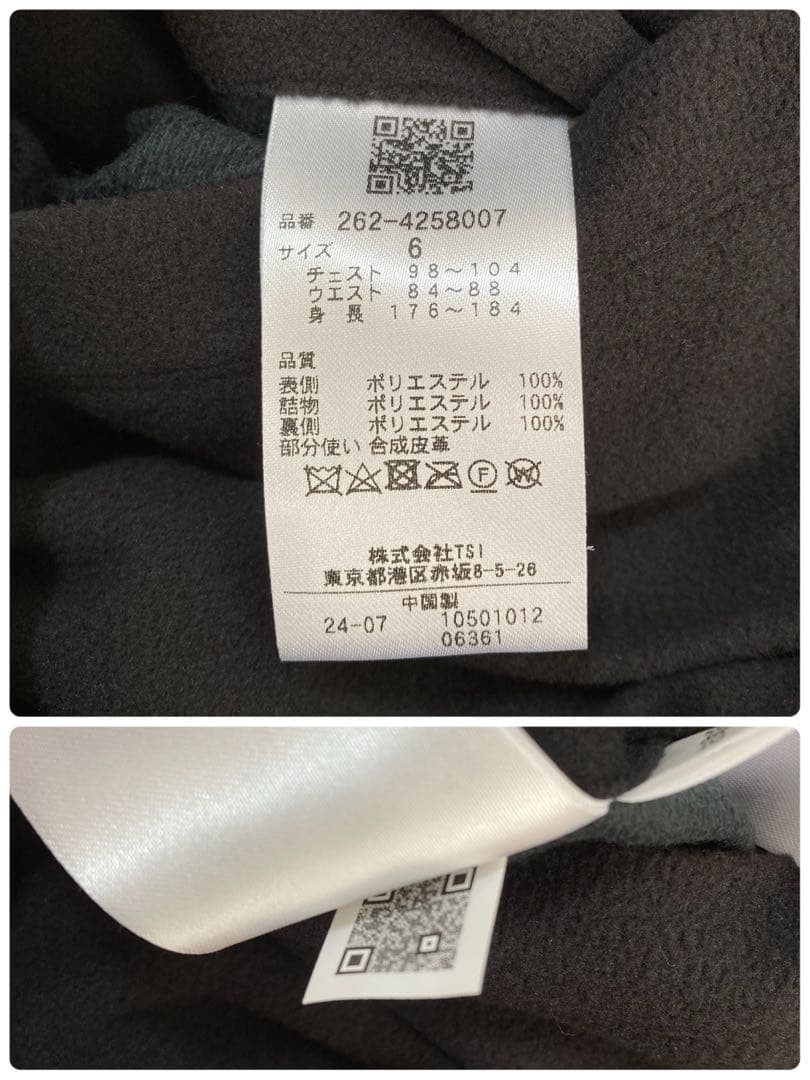 品番 262-4258007
サイズ 6
チェスト 98～104
ウエスト 84～88
身長 176～184
品質
表側 ポリエステル 100%
詰物 ポリエステル 100%
裏側 ポリエステル 100%
部分使い 合成皮革
F W
株式会社TSI
東京都港区赤坂8-5-26
中国製
24-07 10501012
06361